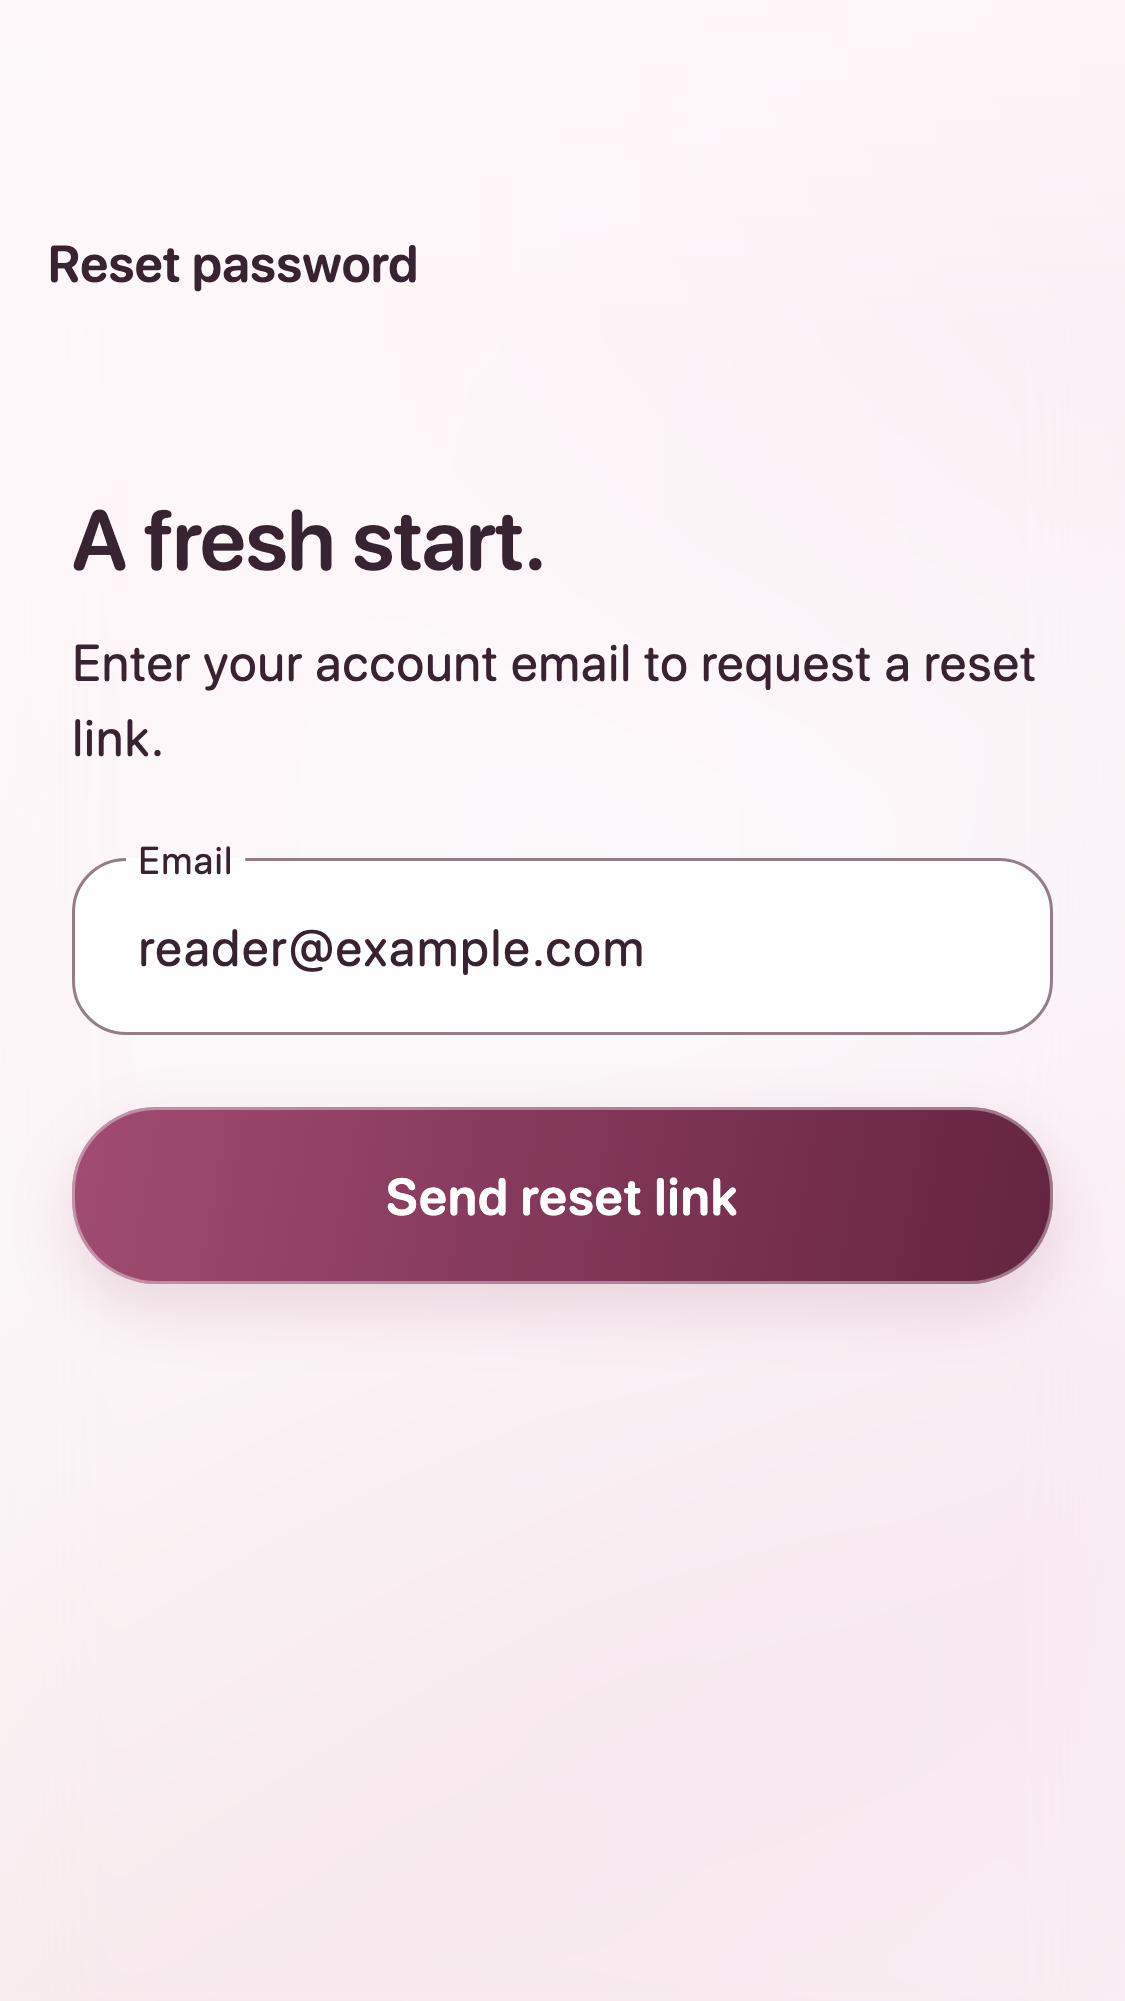 Reset password
A fresh start.
Enter your account email to request a reset
link.
Email
reader@example.com
Send reset link